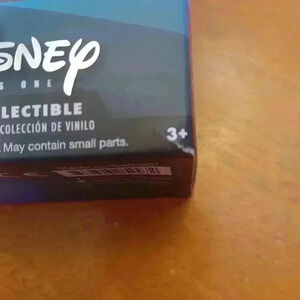 SNEY
S ONE
LECTIBLE
COLECCIÓN DE VINILO
3+
May contain small parts.